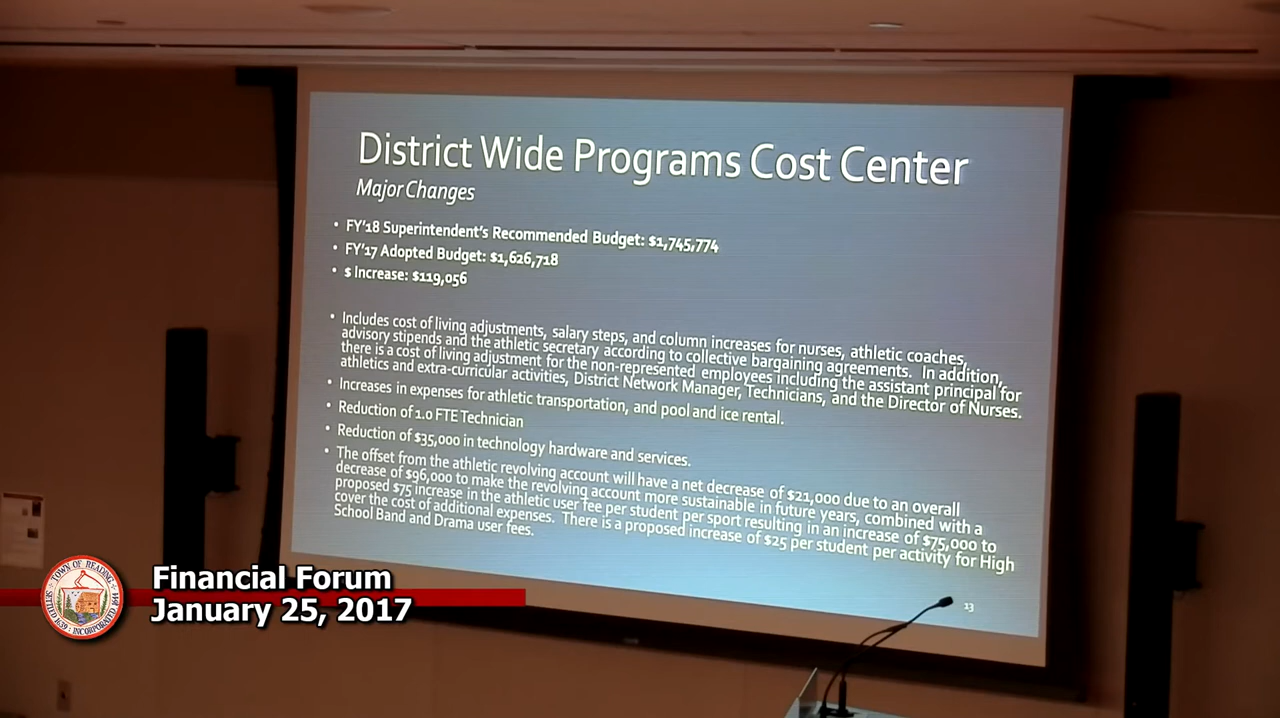 District Wide Programs Cost Center
Major Changes
• FY'18 Superintendent's Recommended Budget: $1,745,774
• FY'17 Adopted Budget: $1,626,718
• $ Increase: $119,056
• Includes cost of living adjustments, salary steps, and column increases for nurses, athletic coaches,
advisory stipends and the athletic secretary according to collective bargaining agreements. In addition,
there is a cost of living adjustment for the non-represented employees including the assistant principal for
athletics and extra-curricular activities, District Network Manager, Technicians, and the Director of Nurses.
• Increases in expenses for athletic transportation, and pool and ice rental.
• Reduction of 1.0 FTE Technician
• Reduction of $35,000 in technology hardware and services.
• The offset from the athletic revolving account will have a net decrease of $21,000 due to an overall
decrease of $96,000 to make the revolving account more sustainable in future years, combined with a
proposed $75 increase in the athletic user fee per student per sport resulting in an increase of $75,000 to
cover the cost of additional expenses. There is a proposed increase of $25 per student per activity for High
School Band and Drama user fees.
13
TOWN OF READING
SETTLED 1639 INCORPORATED 1644
Financial Forum
January 25, 2017